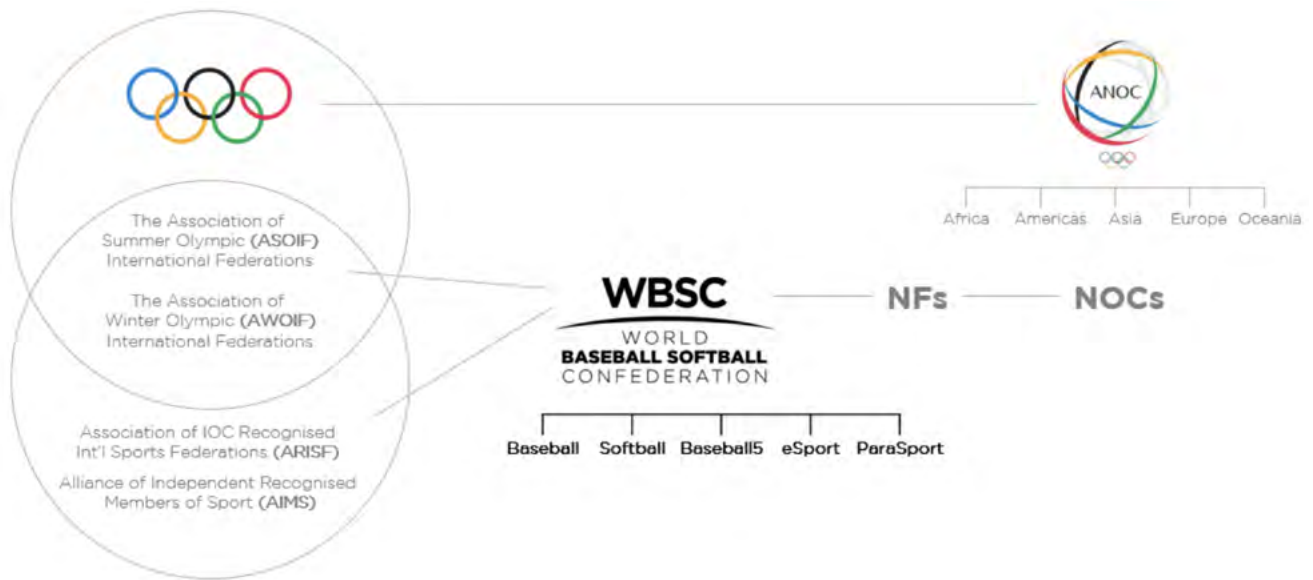 ANOC
Africa Americas Asia Europe Oceania
The Association of
Summer Olympic (ASOIF)
International Federations
The Association of
Winter Olympic (AWOIF)
International Federations
Association of IOC Recognised
Int'l Sports Federations (ARISF)
Alliance of Independent Recognised
Members of Sport (AIMS)
WBSC
WORLD
BASEBALL SOFTBALL
CONFEDERATION
Baseball Softball Baseball5 eSport ParaSport
NFs
NOCs